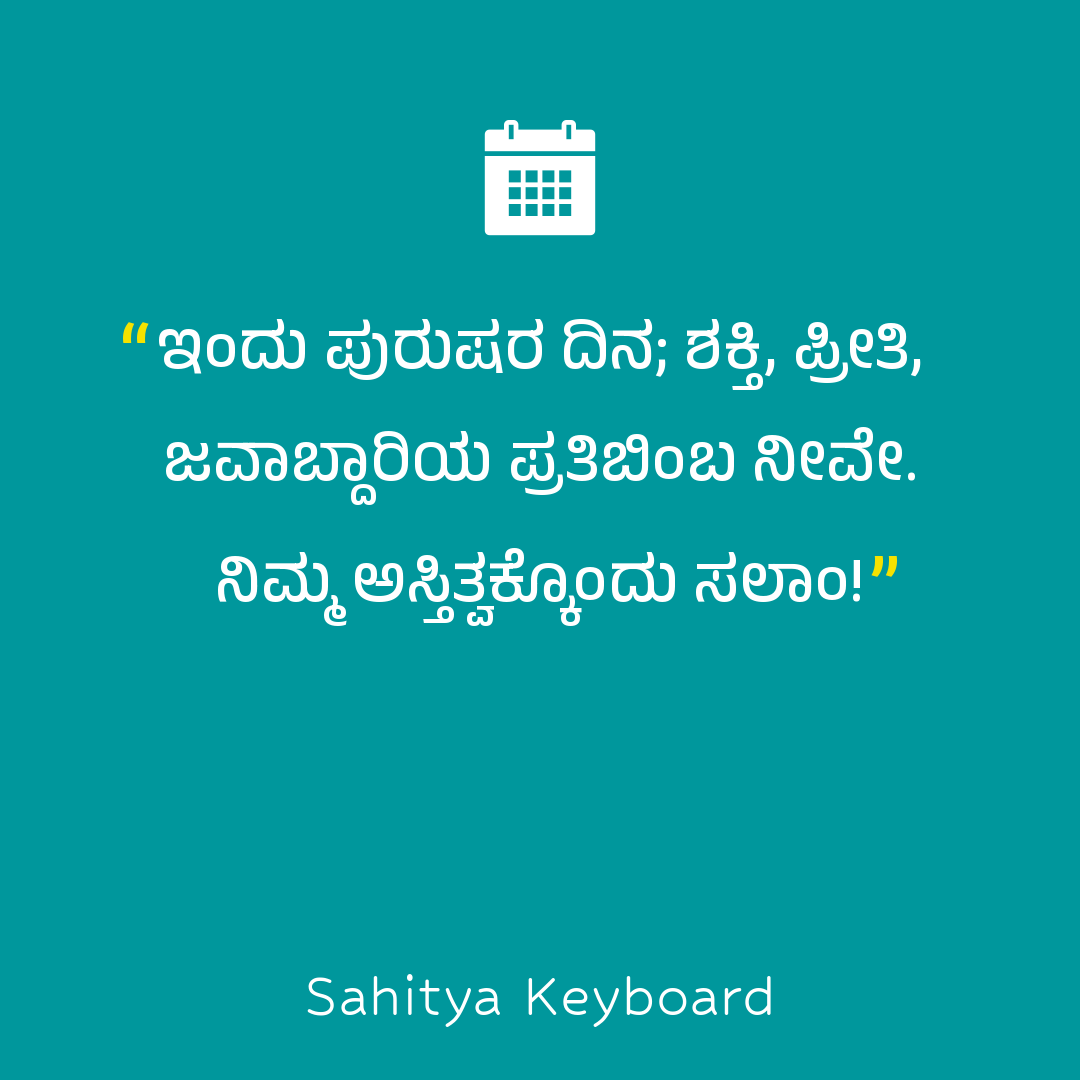 “ಇಂದು ಪುರುಷರ ದಿನ; ಶಕ್ತಿ, ಪ್ರೀತಿ,
ಜವಾಬ್ದಾರಿಯ ಪ್ರತಿಬಿಂಬ ನೀವೇ.
ನಿಮ್ಮ ಅಸ್ತಿತ್ವಕ್ಕೊಂದು ಸಲಾಂ!”
Sahitya Keyboard